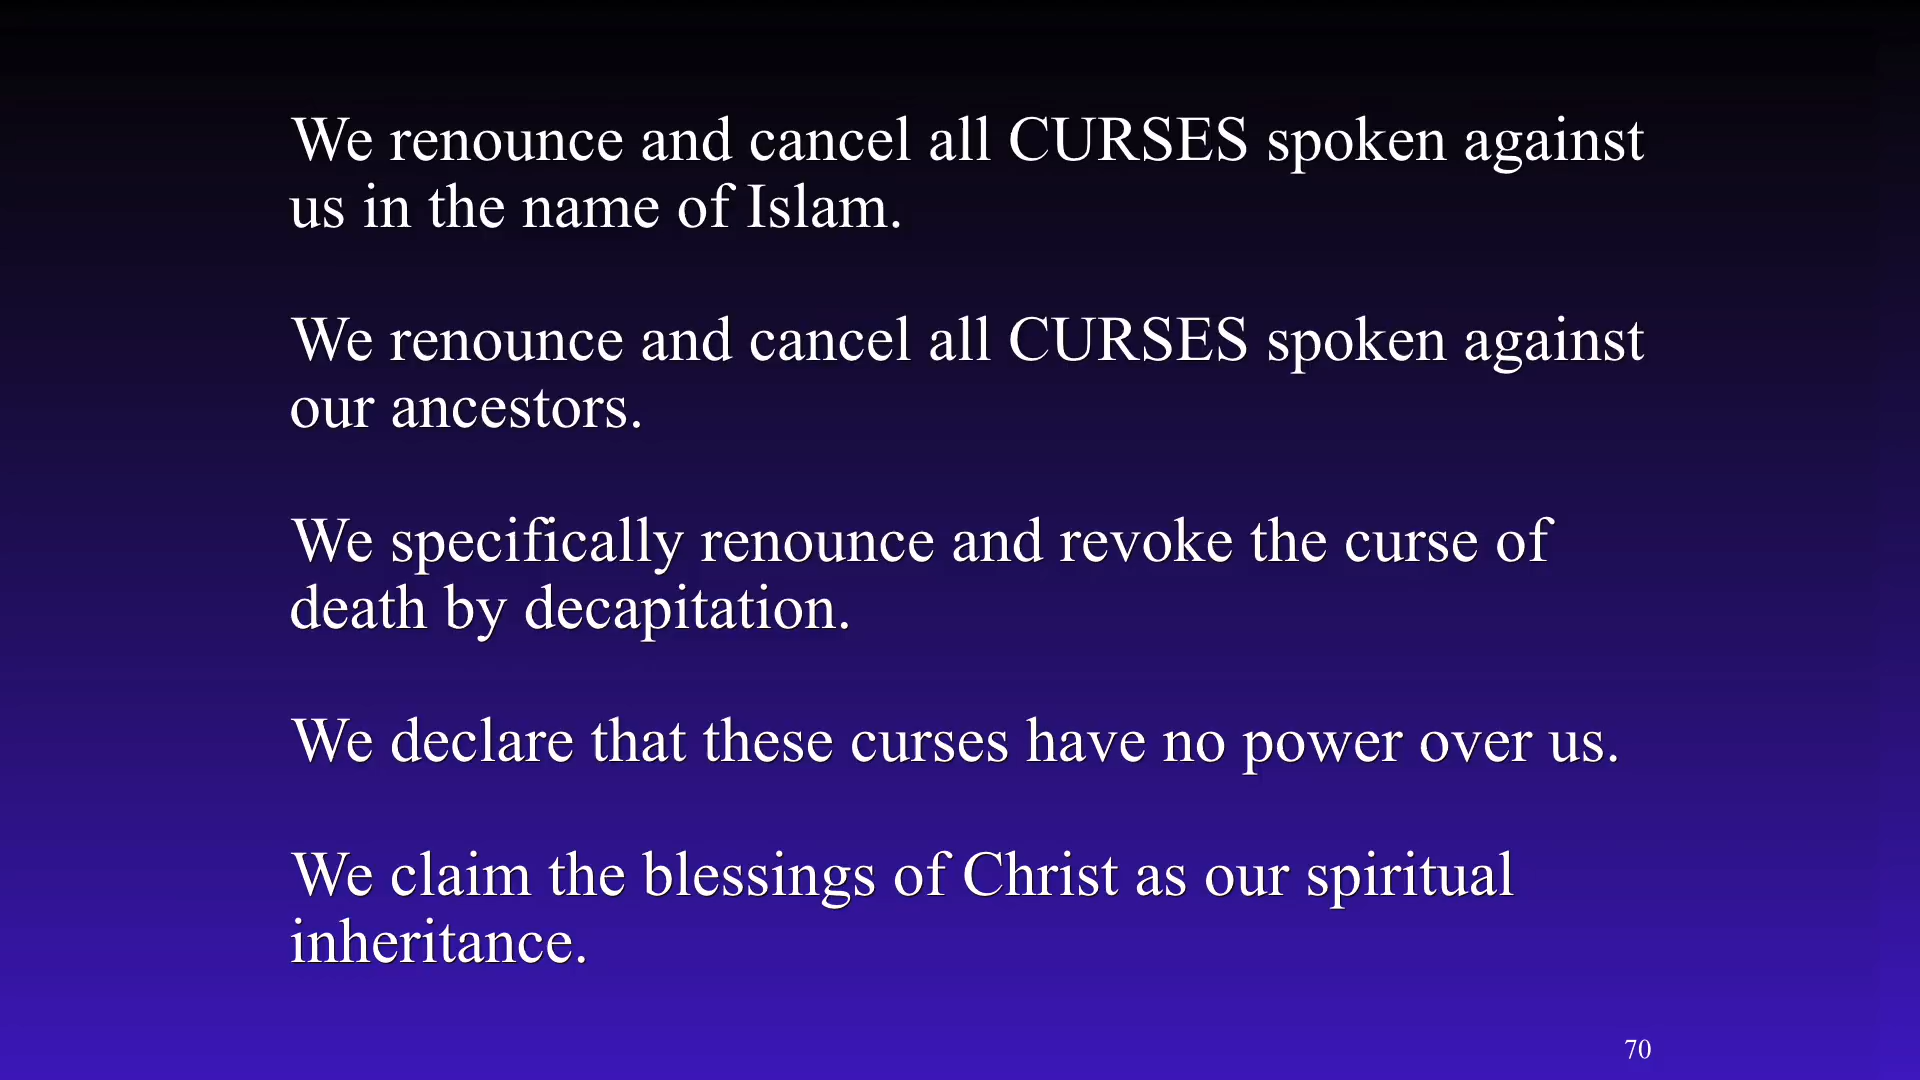 We renounce and cancel all CURSES spoken against
us in the name of Islam.
We renounce and cancel all CURSES spoken against
our ancestors.
We specifically renounce and revoke the curse of
death by decapitation.
We declare that these curses have no power over us.
We claim the blessings of Christ as our spiritual
inheritance.
70